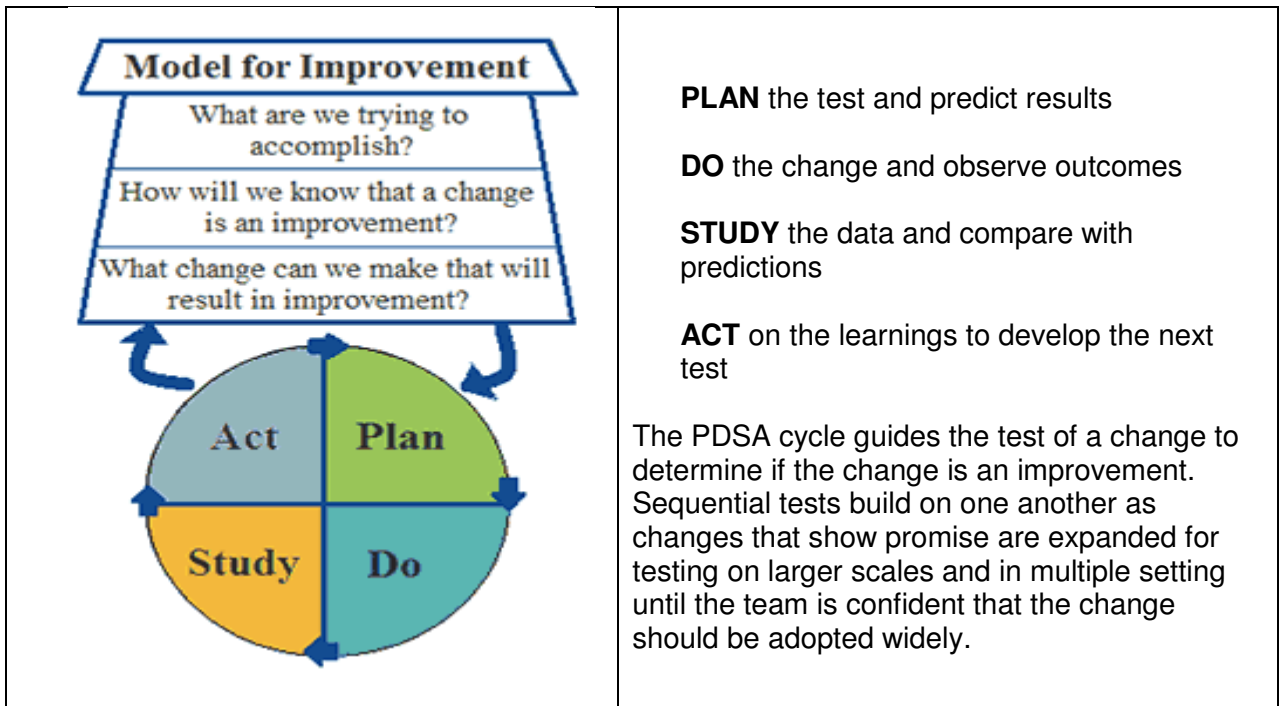 Model for Improvement
What are we trying to
accomplish?
How will we know that a change
is an improvement?
What change can we make that will
result in improvement?
Act
Plan
Study
Do
PLAN the test and predict results
DO the change and observe outcomes
STUDY the data and compare with
predictions
ACT on the learnings to develop the next
test
The PDSA cycle guides the test of a change to
determine if the change is an improvement.
Sequential tests build on one another as
changes that show promise are expanded for
testing on larger scales and in multiple setting
until the team is confident that the change
should be adopted widely.